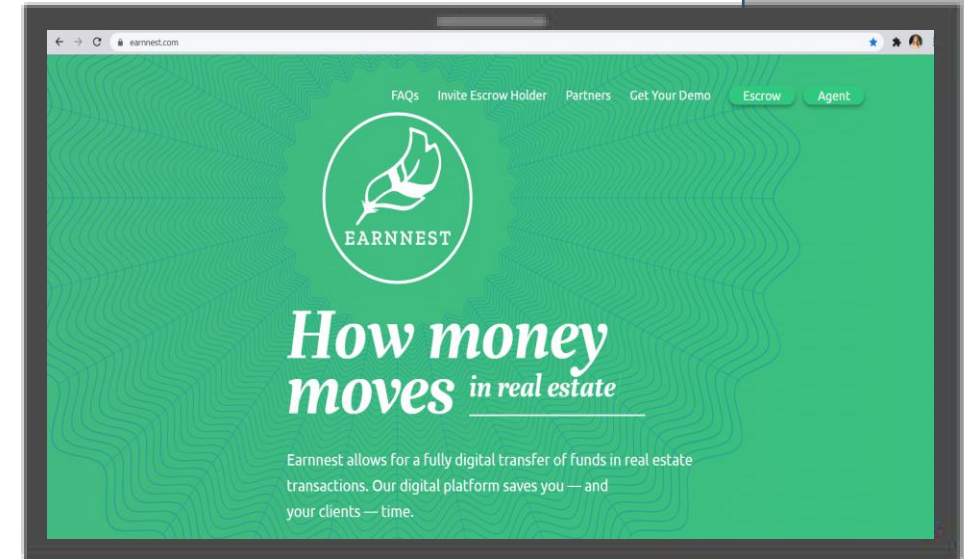 earnnest.com
FAQs Invite Escrow Holder Partners Get Your Demo Escrow Agent
EARNNEST
How money
moves in real estate
Earnnest allows for a fully digital transfer of funds in real estate
transactions. Our digital platform saves you — and
your clients — time.